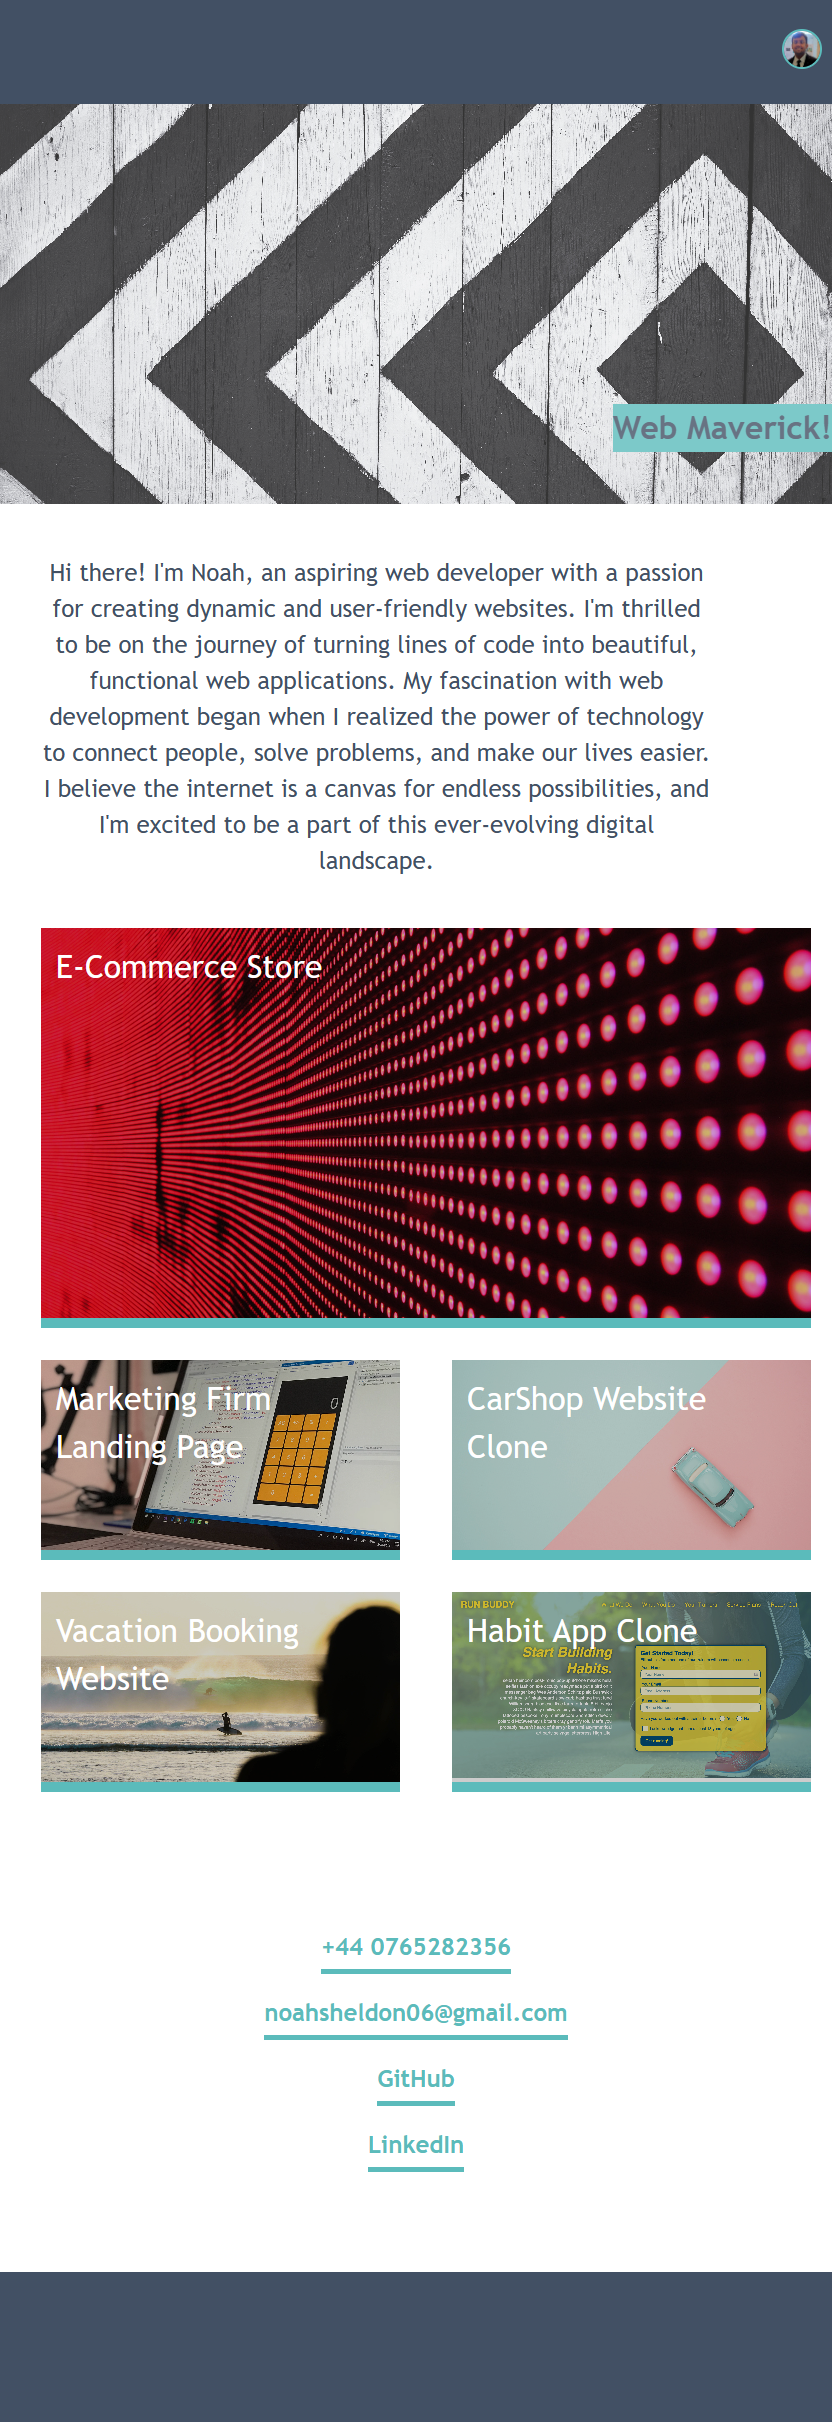 Web Maverick!
Hi there! I'm Noah, an aspiring web developer with a passion
for creating dynamic and user-friendly websites. I'm thrilled
to be on the journey of turning lines of code into beautiful,
functional web applications. My fascination with web
development began when I realized the power of technology
to connect people, solve problems, and make our lives easier.
I believe the internet is a canvas for endless possibilities, and
I'm excited to be a part of this ever-evolving digital
landscape.
E-Commerce Store
Marketing Firm
Landing Page
0
CarShop Website
Clone
Vacation Booking
Website
RUN BUDDY
Habit App Clone
Start Building
Habits.
Get Started Today!
+44 0765282356
noahsheldon06@gmail.com
GitHub
LinkedIn